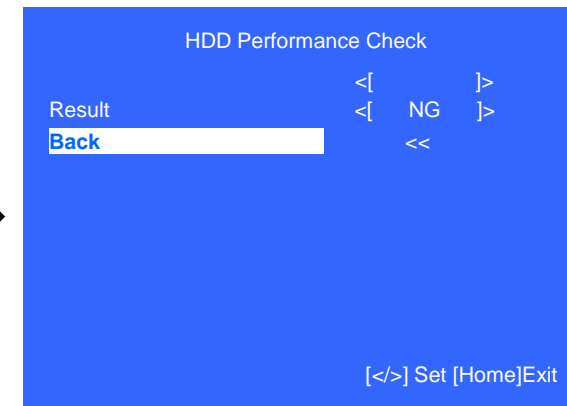 HDD Performance Check
<[ ]>
Result <[ NG ]>
Back <<
[</>] Set [Home]Exit